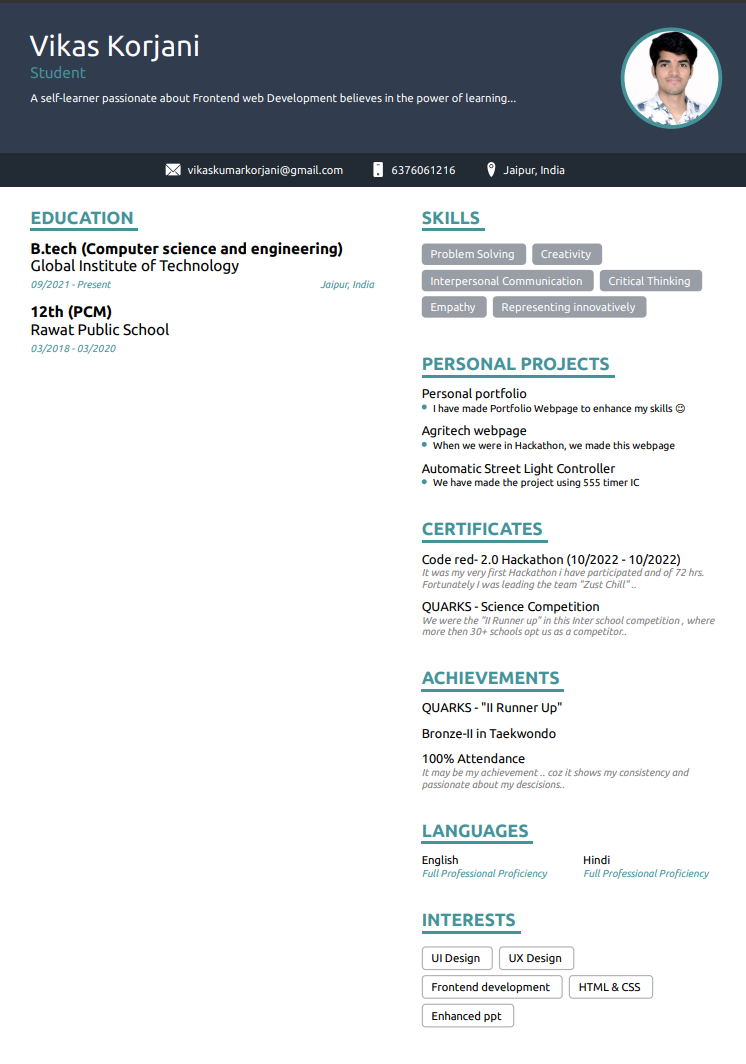 Vikas Korjani
Student
A self-learner passionate about Frontend web Development believes in the power of learning...
vikaskumarkorjani@gmail.com 6376061216 Jaipur, India
EDUCATION
B.tech (Computer science and engineering)
Global Institute of Technology
09/2021 - Present Jaipur, India
12th (PCM)
Rawat Public School
03/2018 - 03/2020
SKILLS
Problem Solving Creativity
Interpersonal Communication Critical Thinking
Empathy Representing innovatively
PERSONAL PROJECTS
Personal portfolio
• I have made Portfolio Webpage to enhance my skills 😉
Agritech webpage
• When we were in Hackathon, we made this webpage
Automatic Street Light Controller
• We have made the project using 555 timer IC
CERTIFICATES
Code red- 2.0 Hackathon (10/2022 - 10/2022)
It was my very first Hackathon i have participated and of 72 hrs.
Fortunately I was leading the team "Zust Chill" ..
QUARKS - Science Competition
We were the "II Runner up" in this Inter school competition , where
more then 30+ schools opt us as a competitor..
ACHIEVEMENTS
QUARKS - "II Runner Up"
Bronze-II in Taekwondo
100% Attendance
It may be my achievement .. coz it shows my consistency and
passionate about my descisions..
LANGUAGES
English Hindi
Full Professional Proficiency Full Professional Proficiency
INTERESTS
UI Design UX Design
Frontend development HTML & CSS
Enhanced ppt